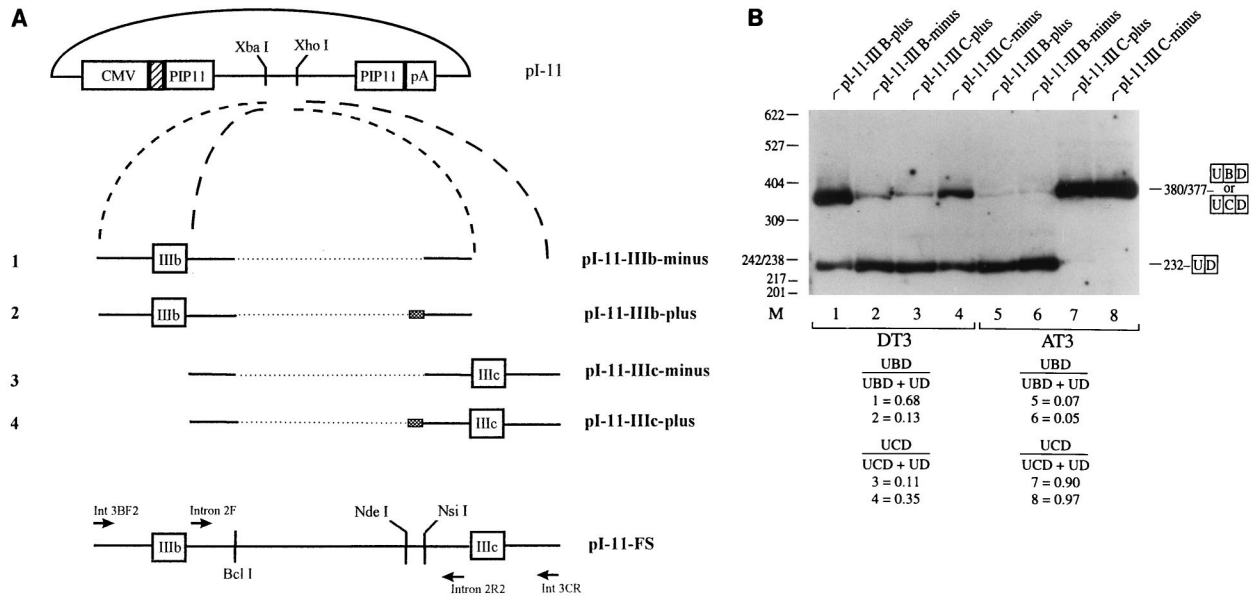 A
Xba I
Xho I
CMV
PIP11
PIP11
pA
pI-11
1
IIIb
pI-11-IIIb-minus
2
IIIb
pI-11-IIIb-plus
3
IIIc
pI-11-IIIc-minus
4
IIIc
pI-11-IIIc-plus
Int 3BF2
Intron 2F
Nde I
Nsi I
IIIb
IIIc
pI-11-FS
Bcl I
Intron 2R2
Int 3CR
B
pI-11-III B-plus
pI-11-III B-minus
pI-11-III C-plus
pI-11-III C-minus
pI-11-III B-plus
pI-11-III B-minus
pI-11-III C-plus
pI-11-III C-minus
622
527
404
309
242/238
217
201
UBD
380/377– or
UCD
232–UD
M 1 2 3 4 5 6 7 8
DT3
AT3
UBD
UBD + UD
1 = 0.68
2 = 0.13
UBD
UBD + UD
5 = 0.07
6 = 0.05
UCD
UCD + UD
3 = 0.11
4 = 0.35
UCD
UCD + UD
7 = 0.90
8 = 0.97